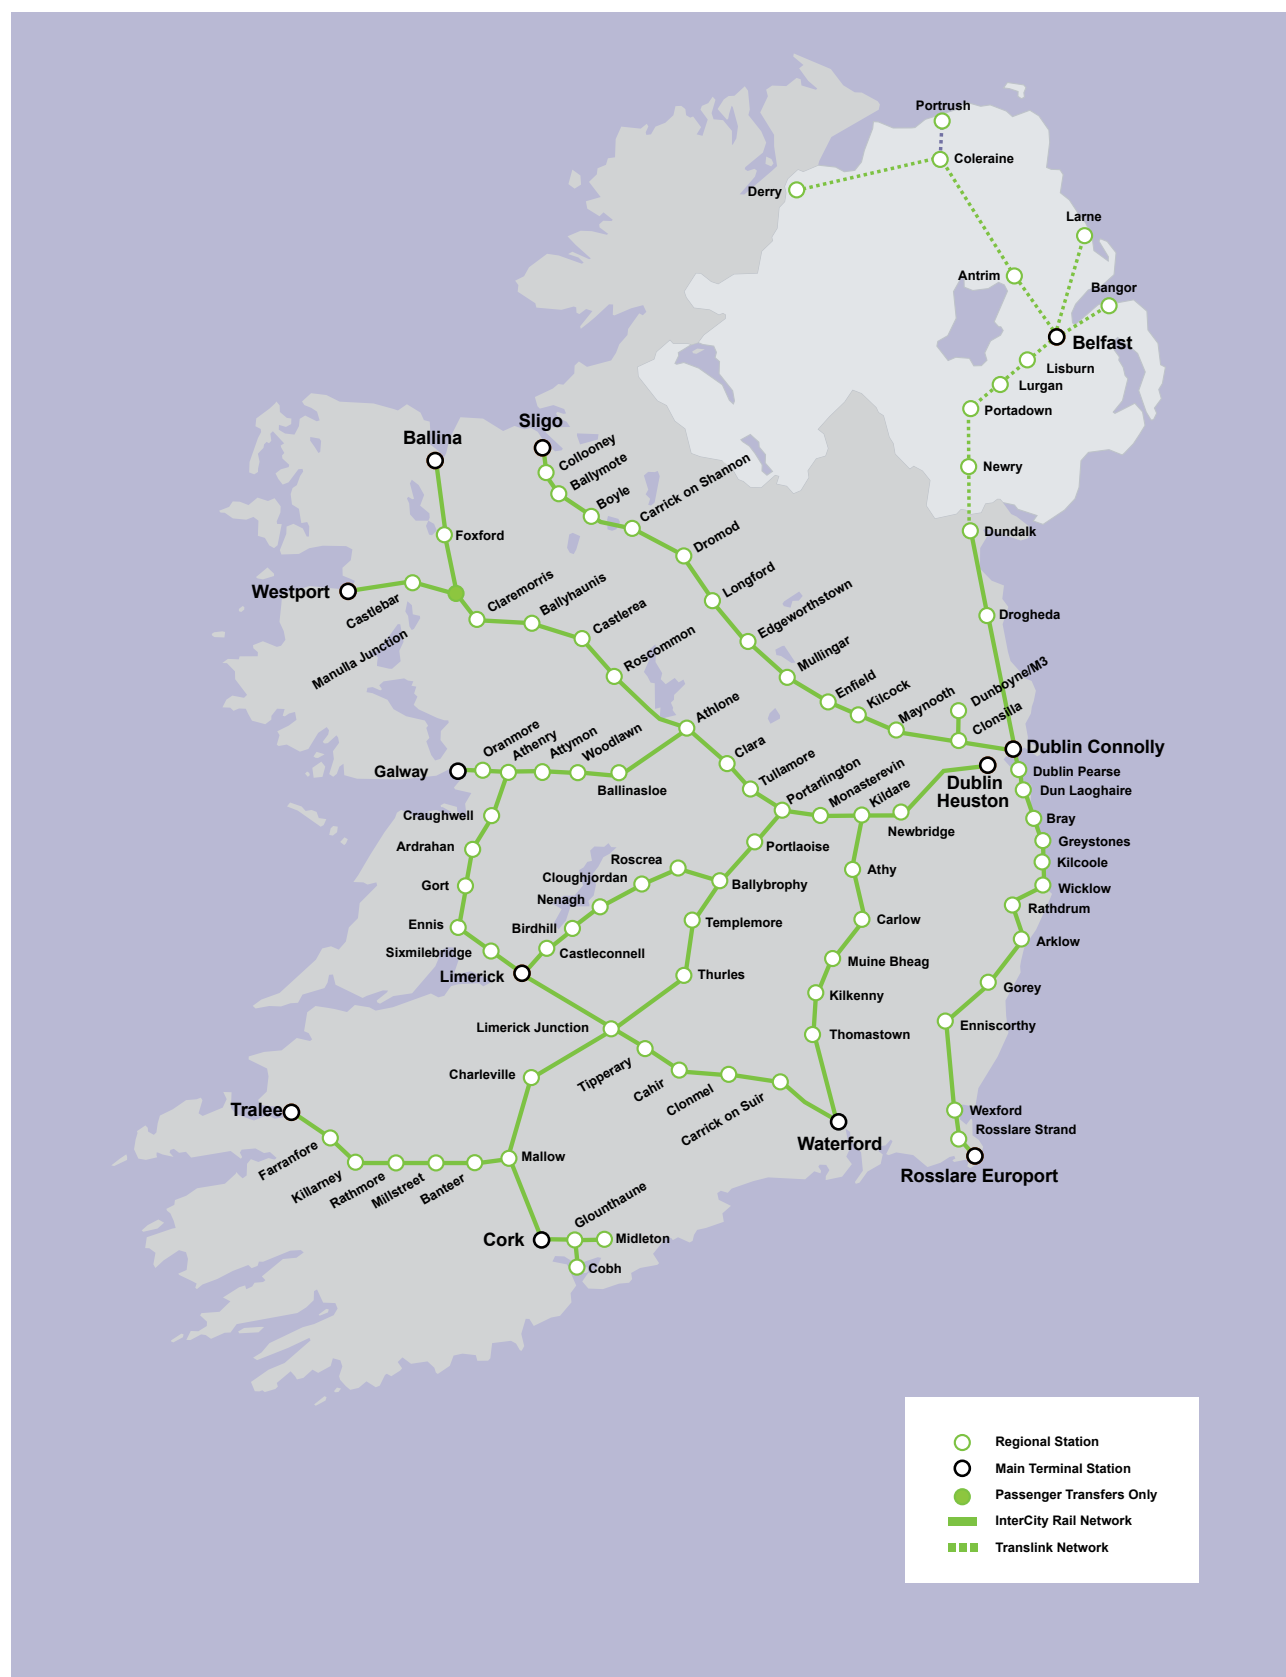 Portrush
Coleraine
Derry
Larne
Antrim
Bangor
Belfast
Lisburn
Lurgan
Portadown
Newry
Dundalk
Drogheda
Sligo
Ballina
Collooney
Ballymote
Boyle
Carrick on Shannon
Dromod
Longford
Edgeworthstown
Mullingar
Enfield
Kilcock
Maynooth
Dunboyne/M3
Clonsilla
Foxford
Westport
Castlebar
Manulla Junction
Claremorris
Ballyhaunis
Castlerea
Roscommon
Athlone
Dublin Connolly
Dublin Pearse
Dublin
Heuston
Dun Laoghaire
Bray
Greystones
Kilcoole
Wicklow
Rathdrum
Arklow
Gorey
Enniscorthy
Wexford
Rosslare Strand
Rosslare Europort
Galway
Oranmore
Athenry
Attymon
Woodlawn
Ballinasloe
Clara
Tullamore
Portarlington
Monasterevin
Kildare
Newbridge
Craughwell
Ardrahan
Gort
Ennis
Sixmilebridge
Limerick
Roscrea
Cloughjordan
Nenagh
Birdhill
Castleconnell
Portlaoise
Ballybrophy
Templemore
Thurles
Athy
Carlow
Muine Bheag
Kilkenny
Thomastown
Limerick Junction
Tipperary
Cahir
Clonmel
Carrick on Suir
Waterford
Charleville
Tralee
Farranfore
Killarney
Rathmore
Millstreet
Banteer
Mallow
Cork
Glounthaune
Midleton
Cobh
Regional Station
Main Terminal Station
Passenger Transfers Only
InterCity Rail Network
Translink Network